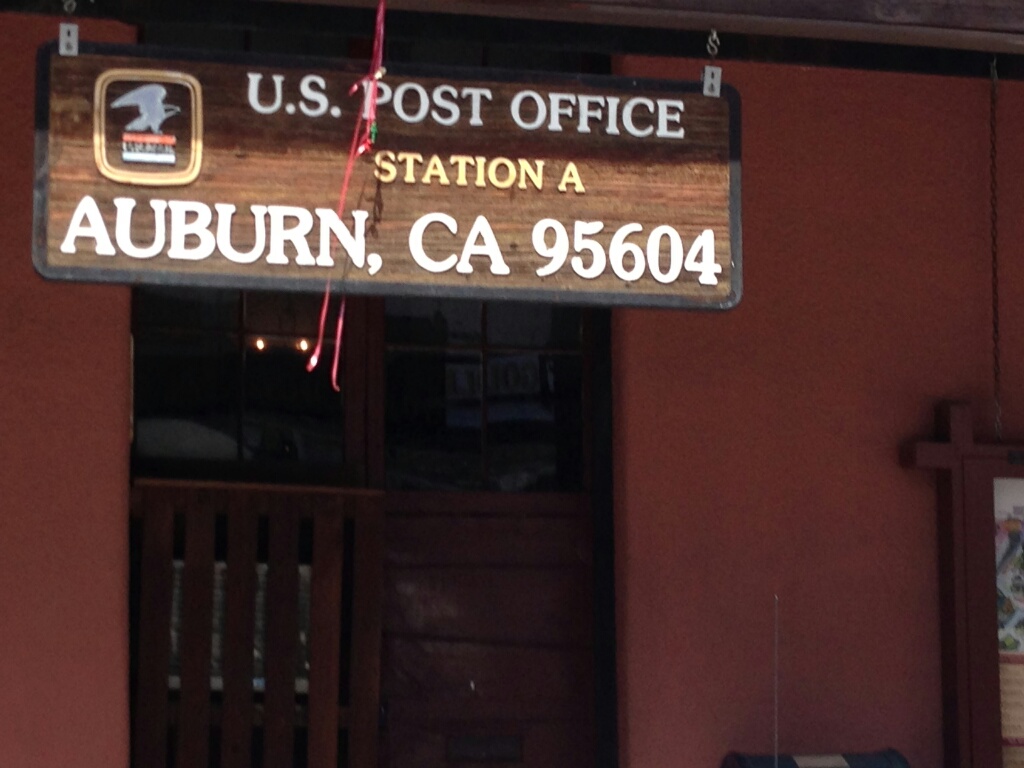 U.S. POST OFFICE
STATION A
AUBURN, CA 95604